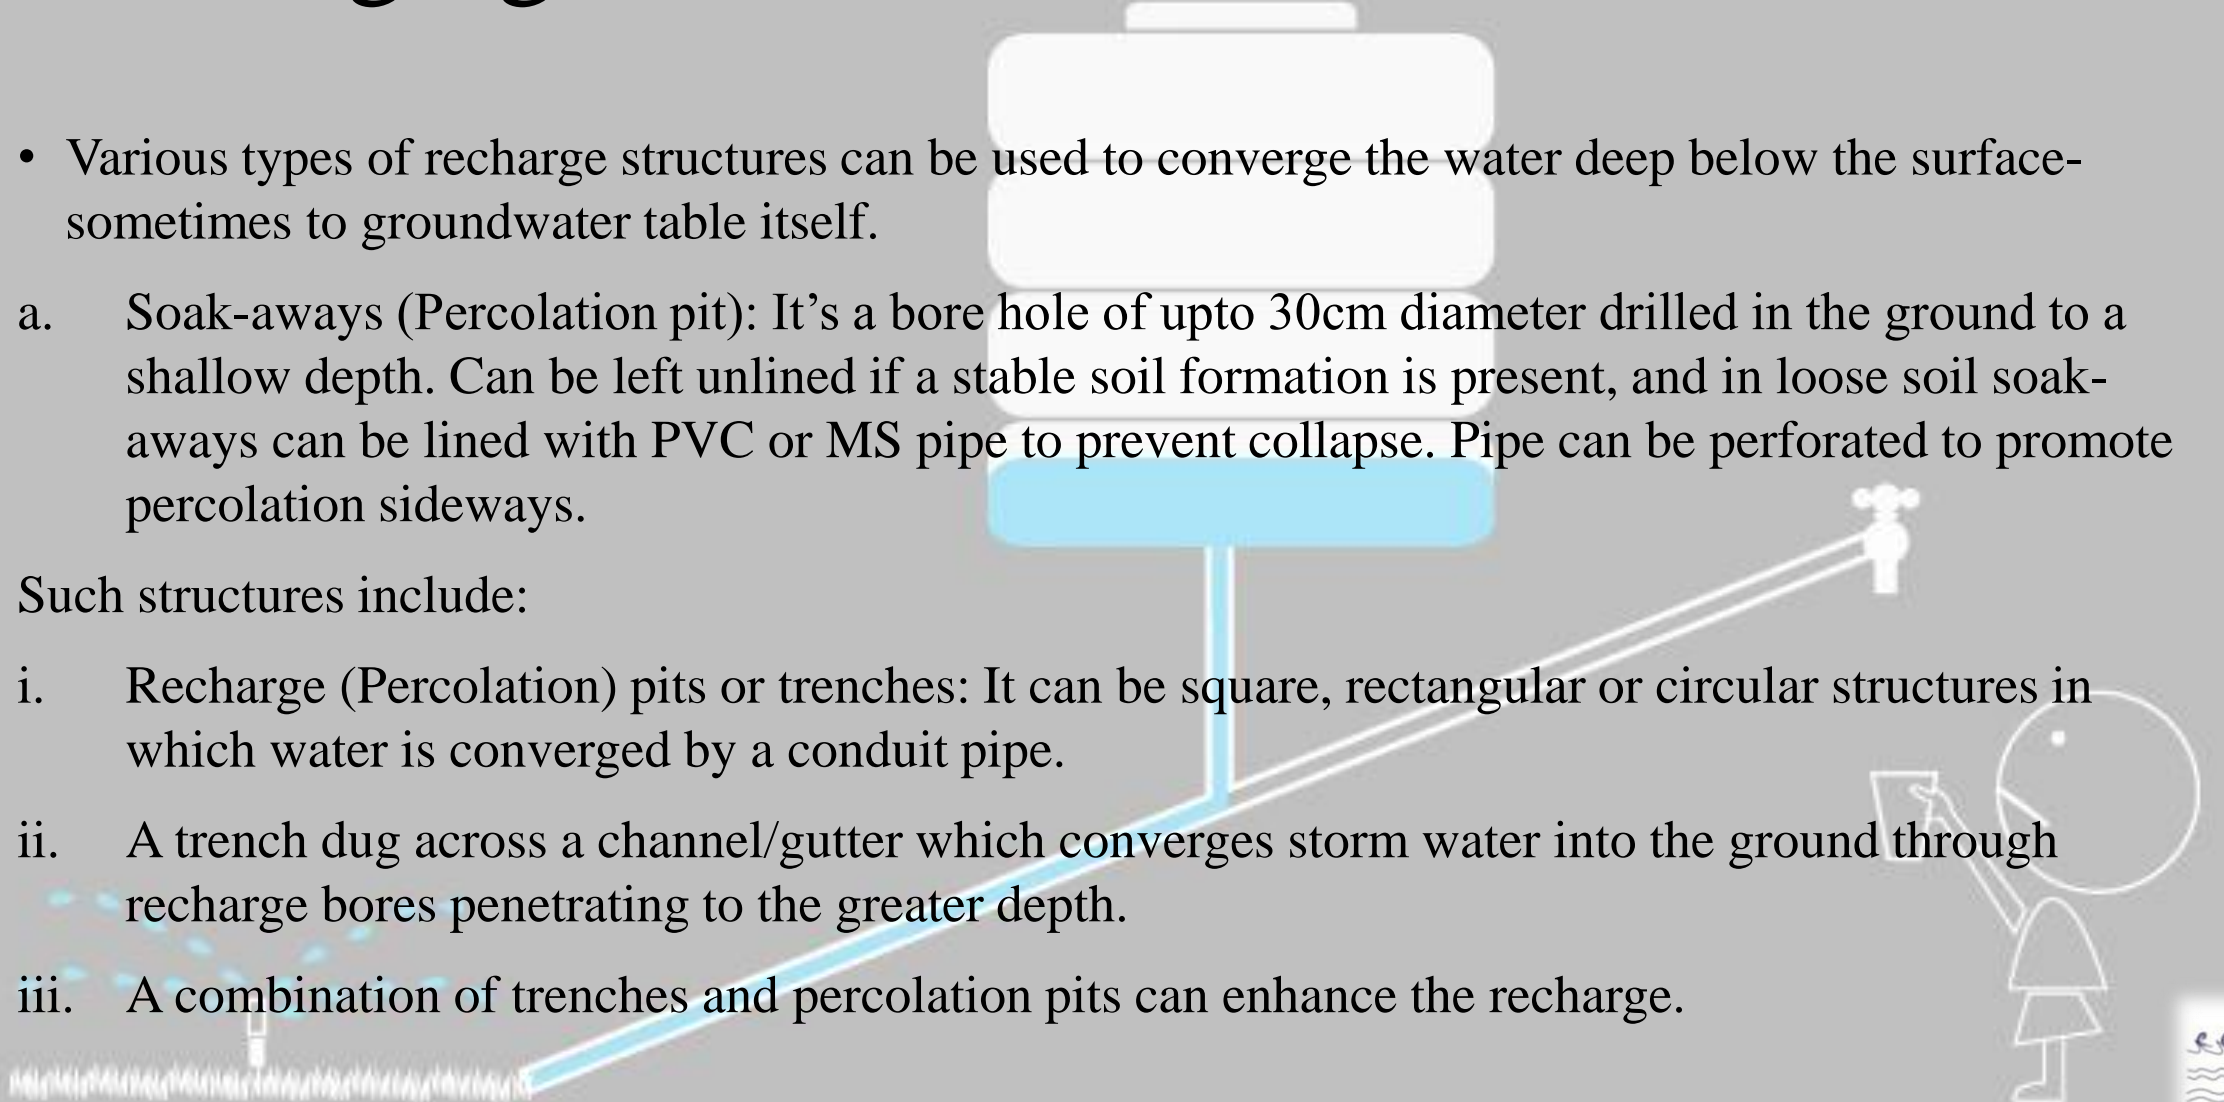 • Various types of recharge structures can be used to converge the water deep below the surface-
sometimes to groundwater table itself.
a. Soak-aways (Percolation pit): It’s a bore hole of upto 30cm diameter drilled in the ground to a
shallow depth. Can be left unlined if a stable soil formation is present, and in loose soil soak-
aways can be lined with PVC or MS pipe to prevent collapse. Pipe can be perforated to promote
percolation sideways.
Such structures include:
i. Recharge (Percolation) pits or trenches: It can be square, rectangular or circular structures in
which water is converged by a conduit pipe.
ii. A trench dug across a channel/gutter which converges storm water into the ground through
recharge bores penetrating to the greater depth.
iii. A combination of trenches and percolation pits can enhance the recharge.